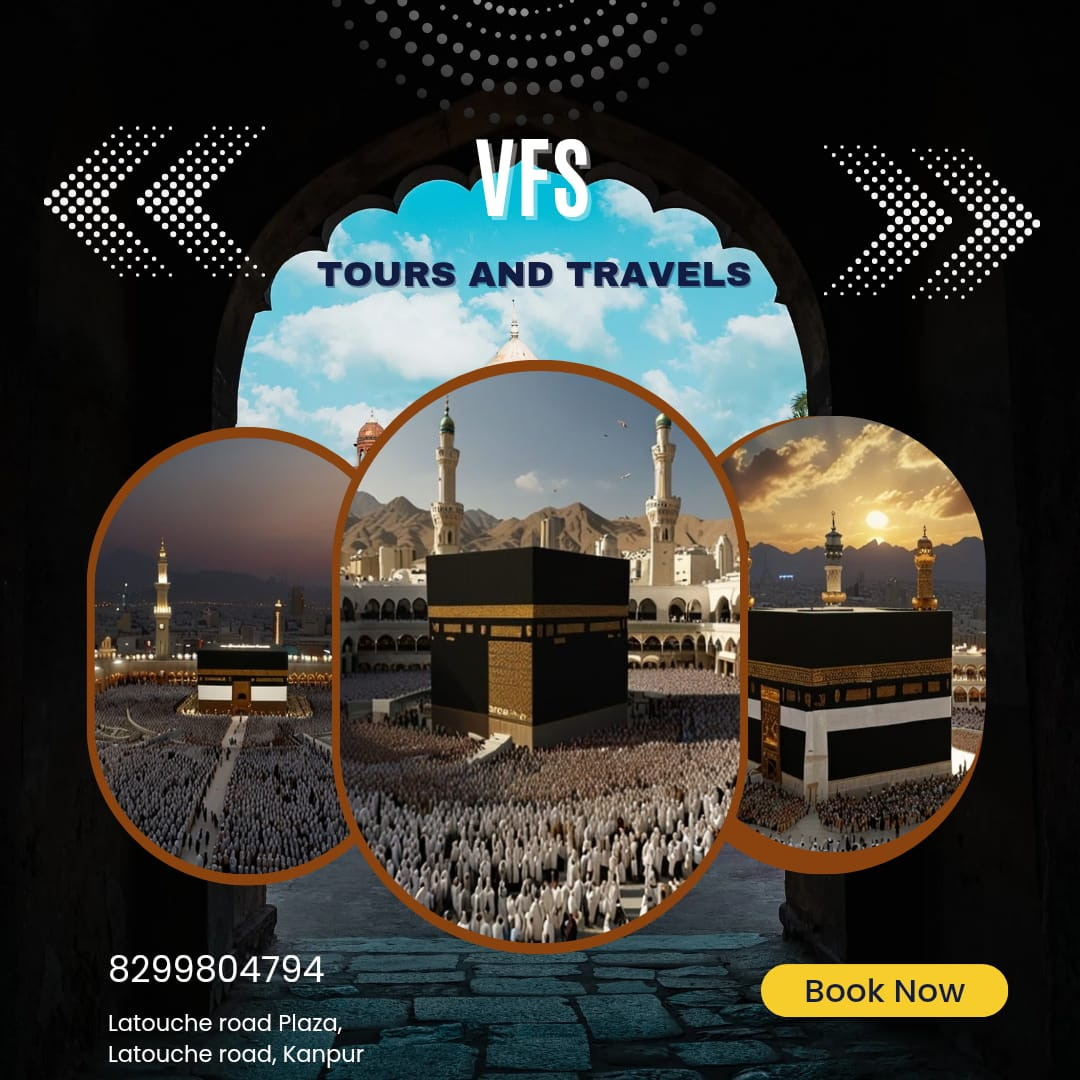 VFS
TOURS AND TRAVELS
8299804794
Latouche road Plaza,
Latouche road, Kanpur
Book Now